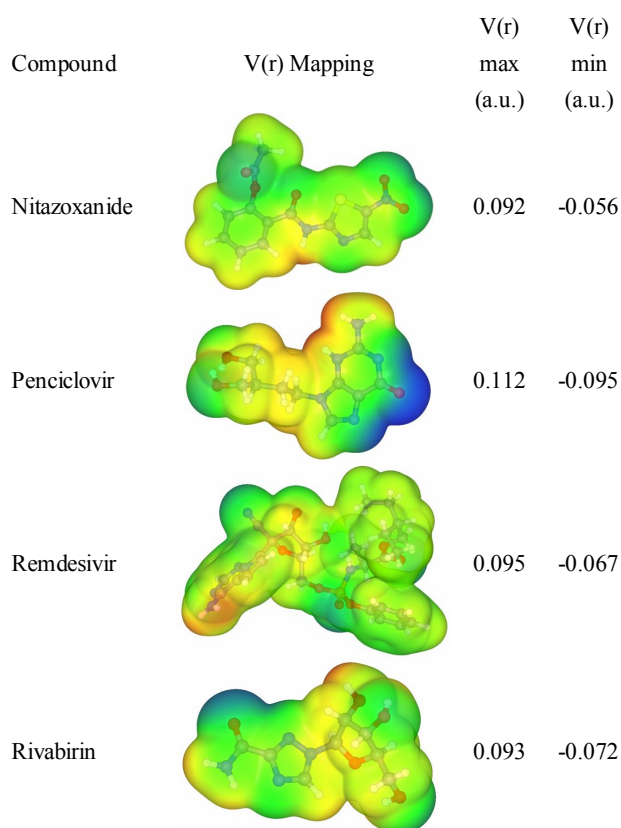 V(r) V(r)
Compound V(r) Mapping max min
(a.u.) (a.u.)
Nitazoxanide 0.092 -0.056
Penciclovir 0.112 -0.095
Remdesivir 0.095 -0.067
Rivabirin 0.093 -0.072